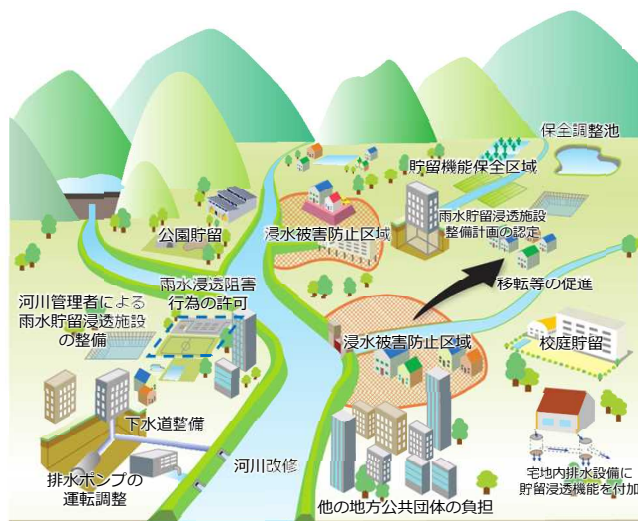 保全調整池
貯留機能保全区域
公園貯留
浸水被害防止区域
雨水貯留浸透施設
整備計画の認定
移転等の促進
雨水浸透阻害
行為の許可
河川管理者による
雨水貯留浸透施設
の整備
浸水被害防止区域
校庭貯留
下水道整備
排水ポンプの
運転調整
河川改修
他の地方公共団体の負担
宅地内排水設備に
貯留浸透機能を付加